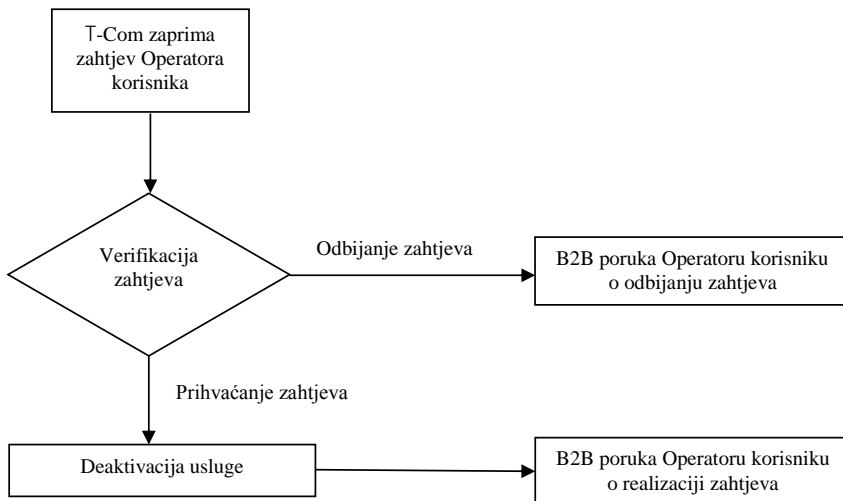 T-Com zaprima
zahtjev Operatora
korisnika
Verifikacija
zahtjeva
Odbijanje zahtjeva
B2B poruka Operatoru korisniku
o odbijanju zahtjeva
Prihvaćanje zahtjeva
Deaktivacija usluge
B2B poruka Operatoru korisniku
o realizaciji zahtjeva